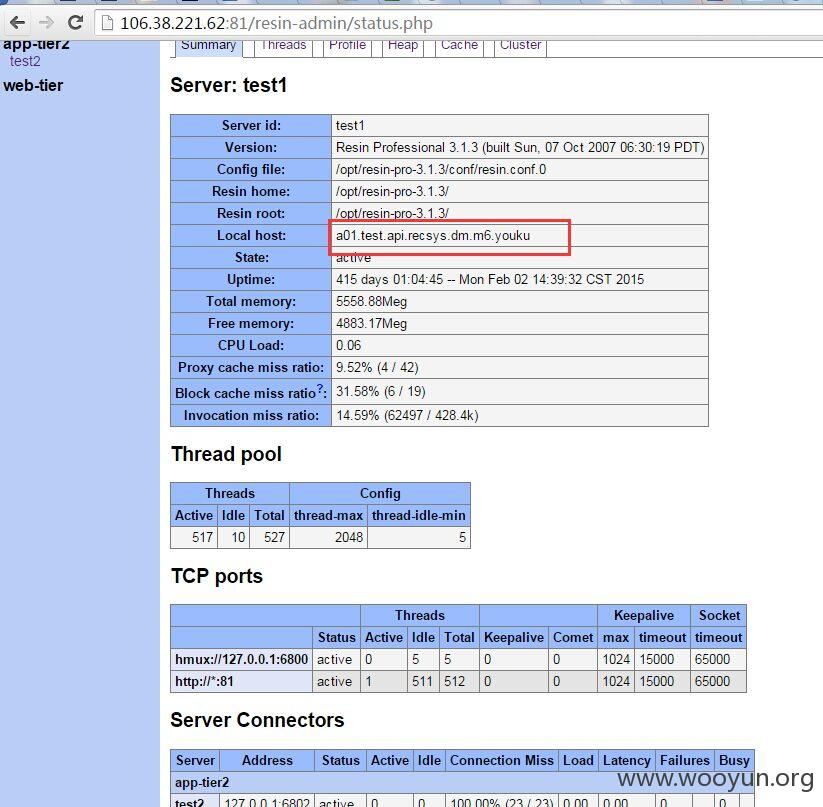 106.38.221.62:81/resin-admin/status.php
app-tier2
test2
web-tier
Summary Threads Profile Heap Cache Cluster
Server: test1
Server id: test1
Version: Resin Professional 3.1.3 (built Sun, 07 Oct 2007 06:30:19 PDT)
Config file: /opt/resin-pro-3.1.3/conf/resin.conf.0
Resin home: /opt/resin-pro-3.1.3/
Resin root: /opt/resin-pro-3.1.3/
Local host: a01.test.api.recsys.dm.m6.youku
State: active
Uptime: 415 days 01:04:45 -- Mon Feb 02 14:39:32 CST 2015
Total memory: 5558.88Meg
Free memory: 4883.17Meg
CPU Load: 0.06
Proxy cache miss ratio: 9.52% (4 / 42)
Block cache miss ratio?: 31.58% (6 / 19)
Invocation miss ratio: 14.59% (62497 / 428.4k)
Thread pool
Threads Config
Active Idle Total thread-max thread-idle-min
517 10 527 2048 5
TCP ports
Threads Keepalive Socket
Status Active Idle Total Keepalive Comet max timeout timeout
hmux://127.0.0.1:6800 active 0 5 5 0 0 1024 15000 65000
http://*:81 active 1 511 512 0 0 1024 15000 65000
Server Connectors
Server Address Status Active Idle Connection Miss Load Latency Failures Busy
app-tier2
test2 127.0.0.1:6802 active 0 0 100.00% (23 / 23) 0.00 0.00 0 0
www.wooyun.org